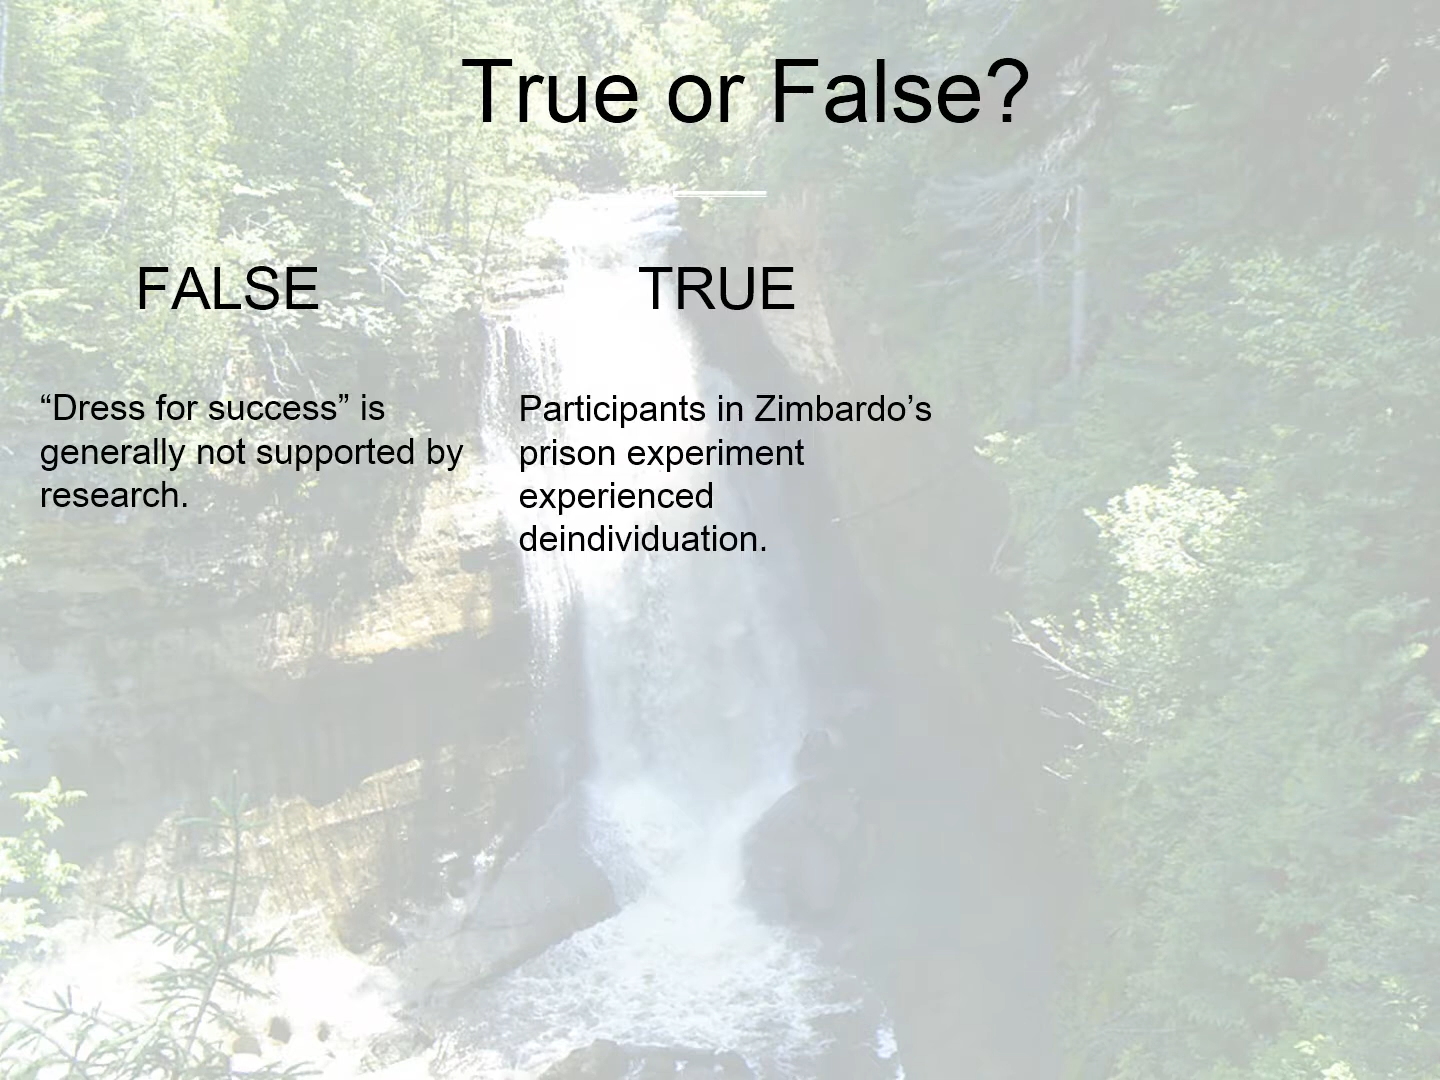 True or False?
FALSE
TRUE
“Dress for success” is
generally not supported by
research.
Participants in Zimbardo’s
prison experiment
experienced
deindividuation.